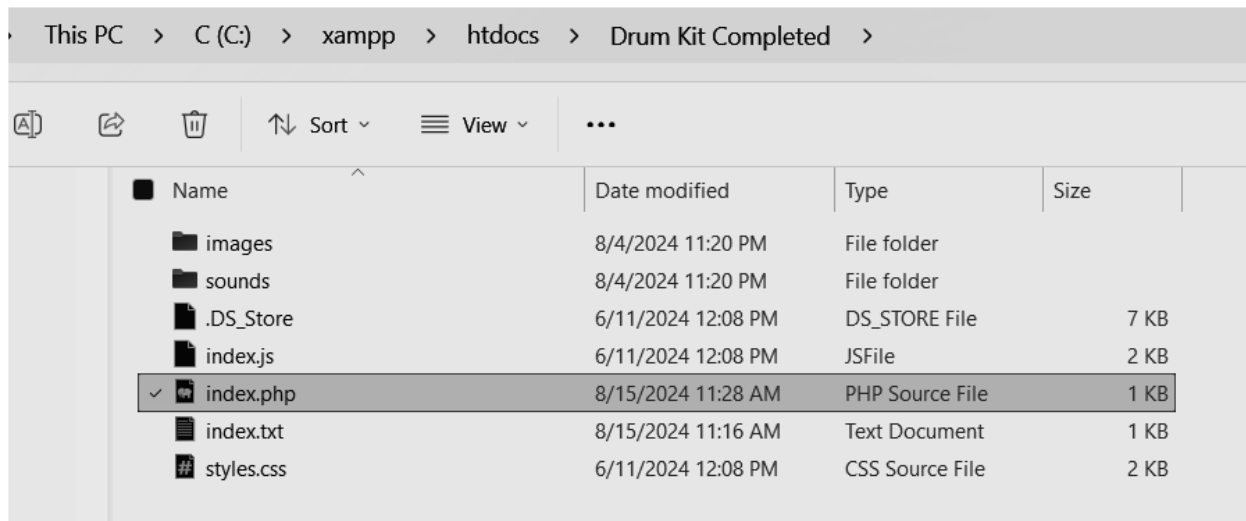 This PC > C (C:) > xampp > htdocs > Drum Kit Completed >
Sort View
Name Date modified Type Size
images 8/4/2024 11:20 PM File folder
sounds 8/4/2024 11:20 PM File folder
.DS_Store 6/11/2024 12:08 PM DS_STORE File 7 KB
index.js 6/11/2024 12:08 PM JSFile 2 KB
index.php 8/15/2024 11:28 AM PHP Source File 1 KB
index.txt 8/15/2024 11:16 AM Text Document 1 KB
styles.css 6/11/2024 12:08 PM CSS Source File 2 KB